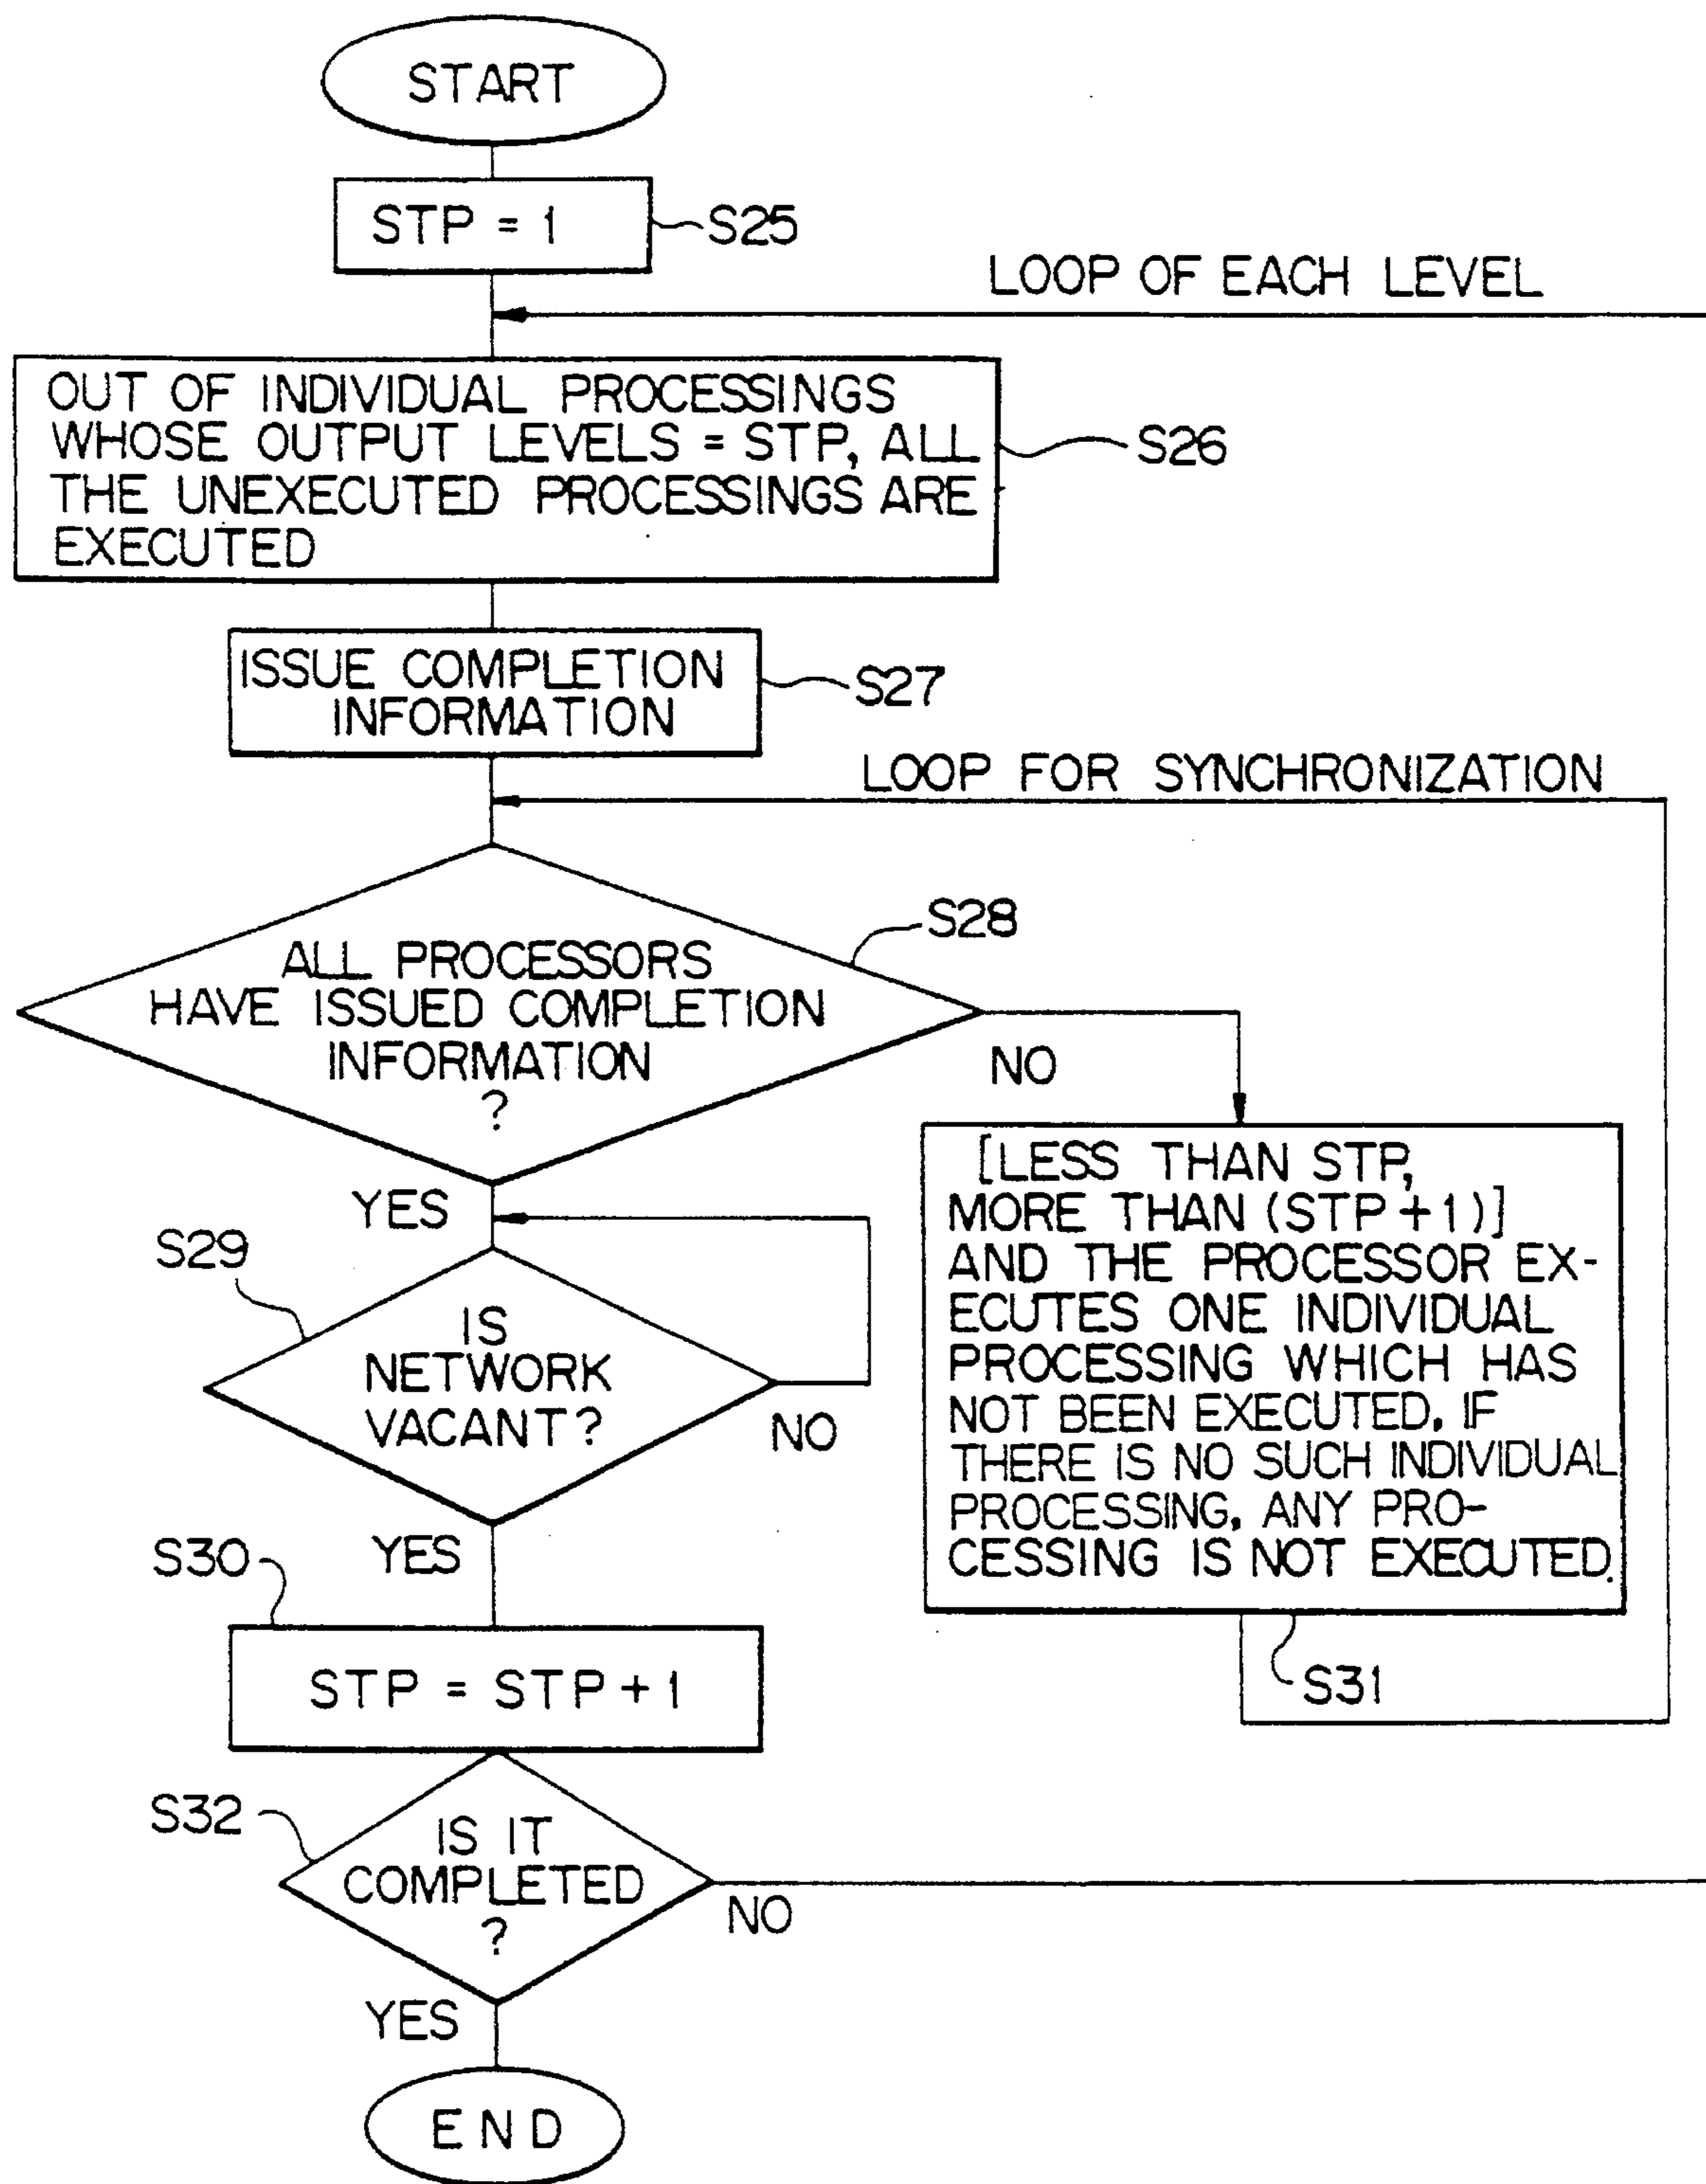 START
STP = 1
S25
LOOP OF EACH LEVEL
OUT OF INDIVIDUAL PROCESSINGS
WHOSE OUTPUT LEVELS = STP, ALL
THE UNEXECUTED PROCESSINGS ARE
EXECUTED
S26
ISSUE COMPLETION
INFORMATION
S27
LOOP FOR SYNCHRONIZATION
S28
ALL PROCESSORS
HAVE ISSUED COMPLETION
INFORMATION
?
NO
YES
[LESS THAN STP,
MORE THAN (STP+1)]
AND THE PROCESSOR EX-
ECUTES ONE INDIVIDUAL
PROCESSING WHICH HAS
NOT BEEN EXECUTED. IF
THERE IS NO SUCH INDIVIDUAL
PROCESSING, ANY PRO-
CESSING IS NOT EXECUTED.
S31
S29
IS
NETWORK
VACANT?
NO
YES
S30
STP = STP+1
S32
IS IT
COMPLETED
?
NO
YES
END